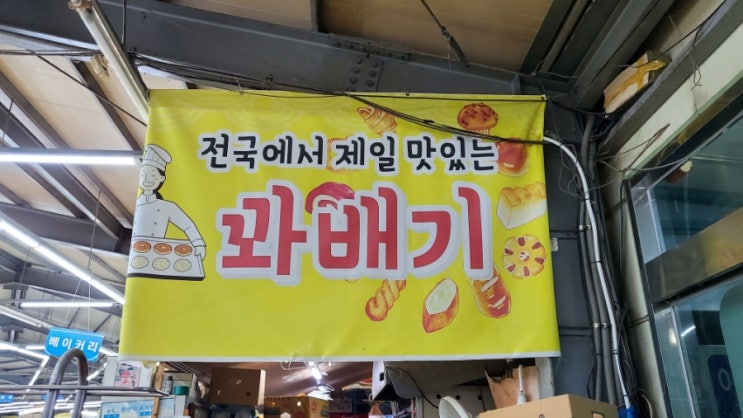 전국에서 제일 맛있는
꽈배기
베이커리